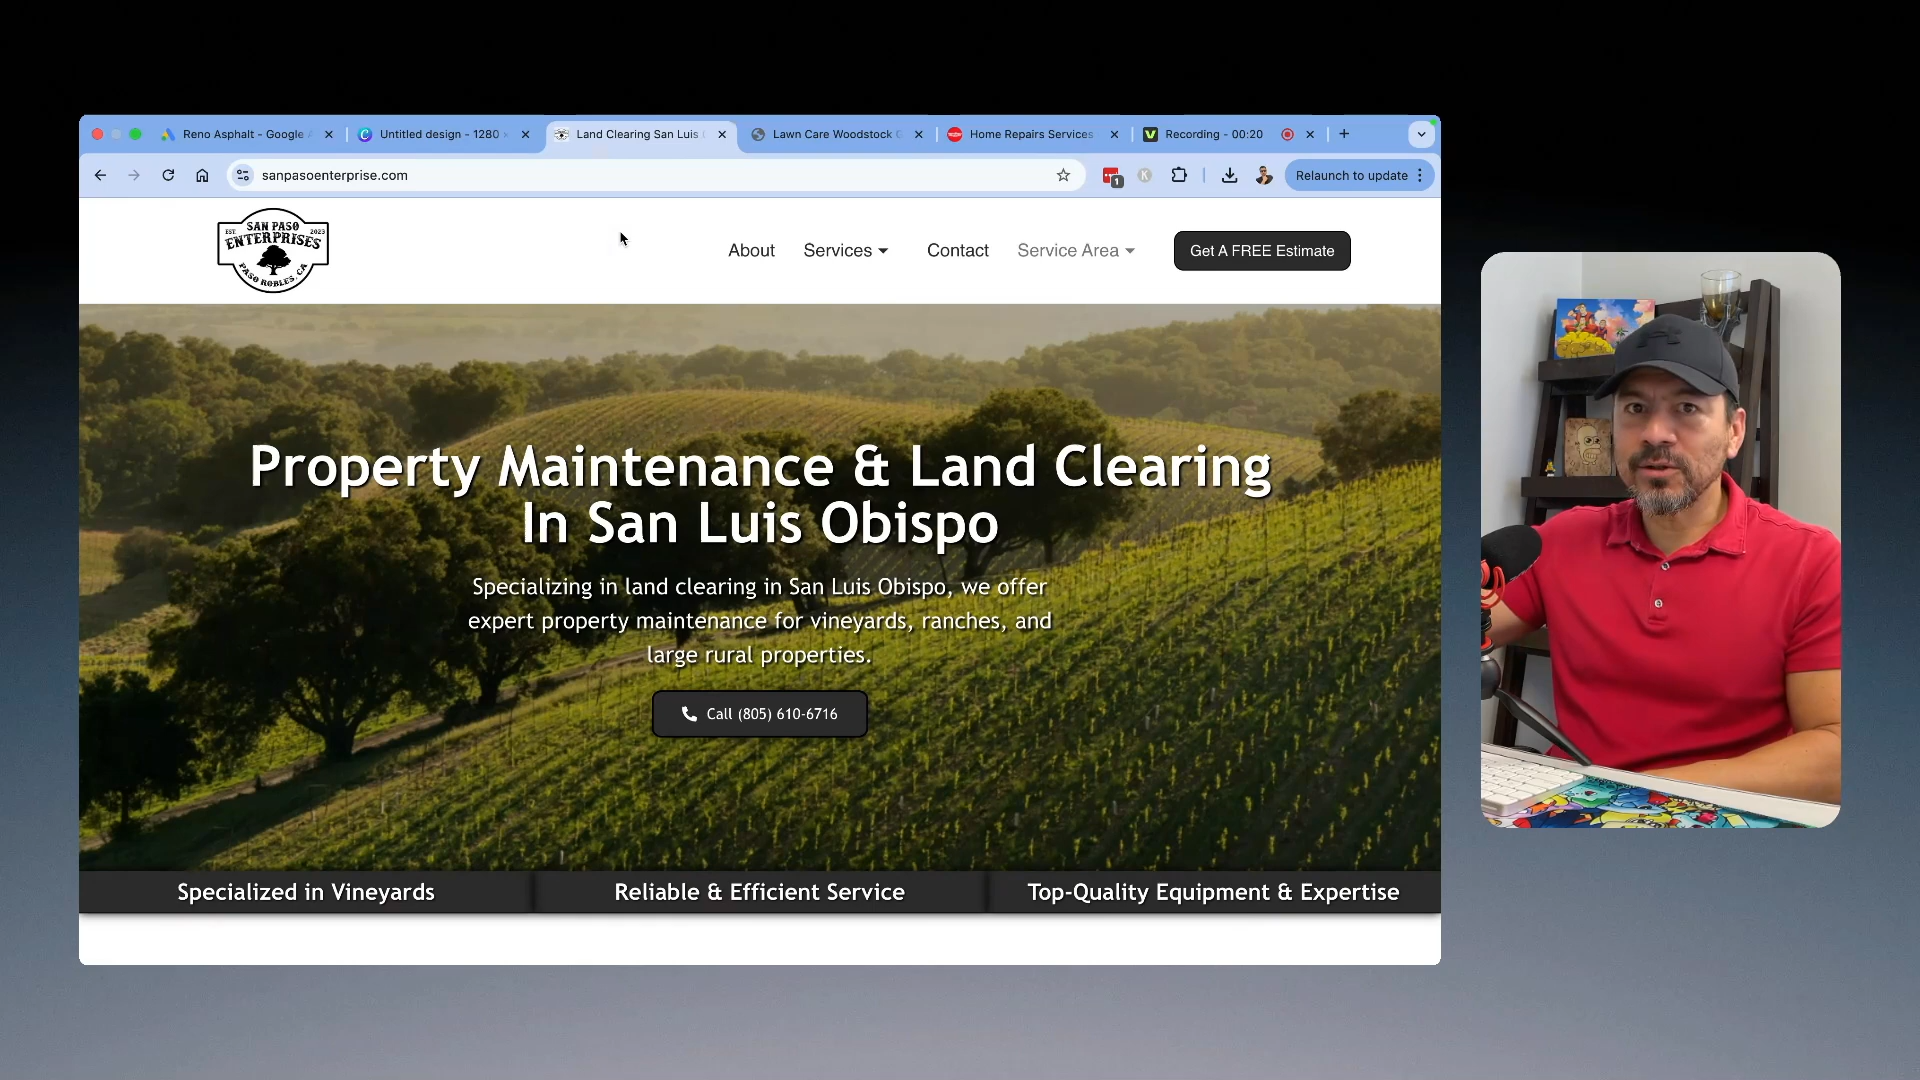 Reno Asphalt - Google
Untitled design - 1280
Land Clearing San Luis
Lawn Care Woodstock
Home Repairs Services
Recording - 00:20
sanpasoenterprise.com
K
1
Relaunch to update
SAN PASO
EST. 2023
ENTERPRISES
PASO ROBLES, CA
About
Services
Contact
Service Area
Get A FREE Estimate
Property Maintenance & Land Clearing
In San Luis Obispo
Specializing in land clearing in San Luis Obispo, we offer
expert property maintenance for vineyards, ranches, and
large rural properties.
Call (805) 610-6716
Specialized in Vineyards
Reliable & Efficient Service
Top-Quality Equipment & Expertise